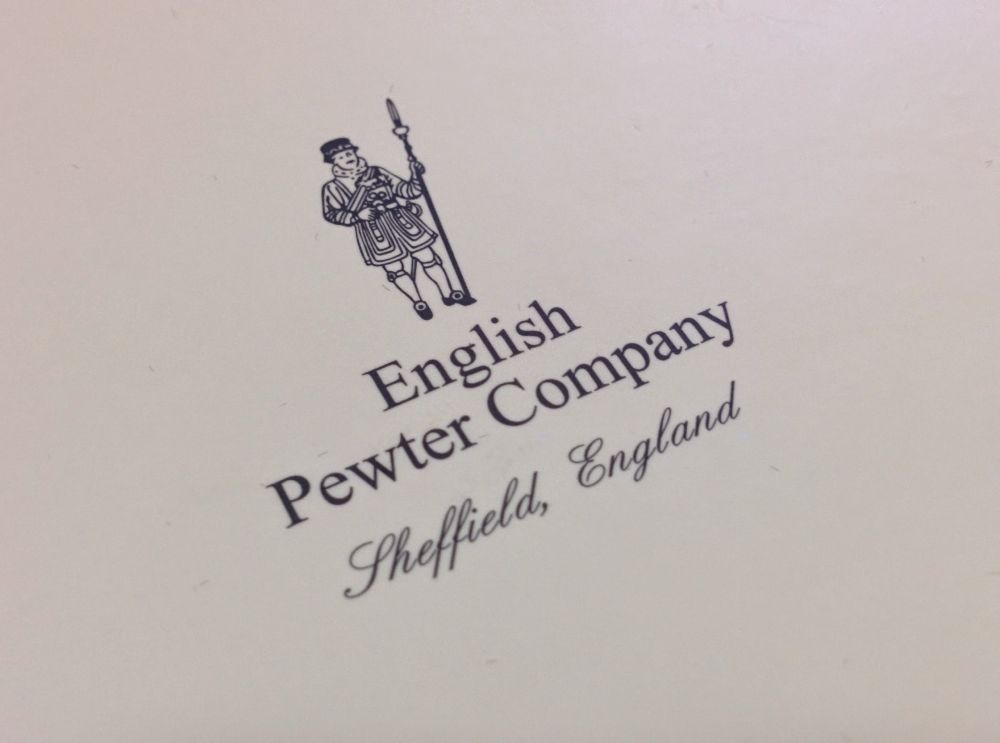 English
Pewter Company
Sheffield, England